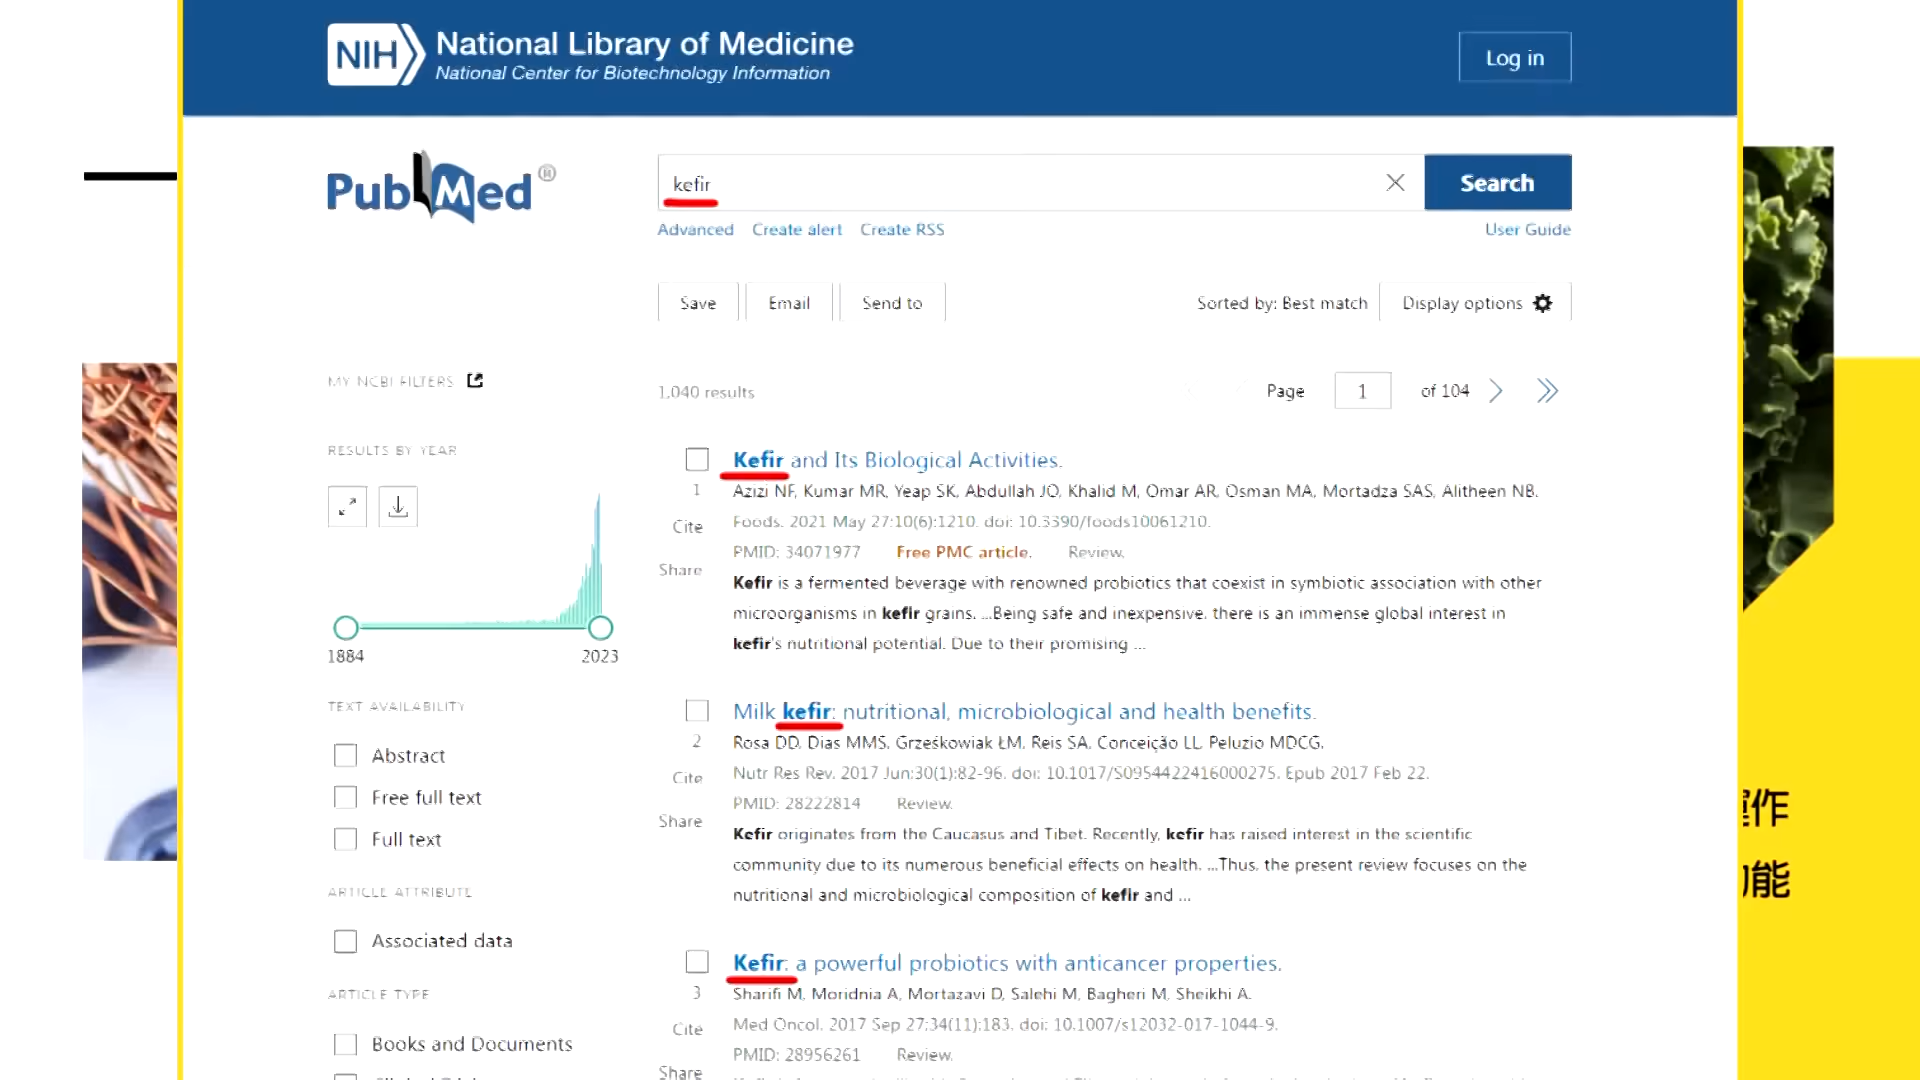 NIH National Library of Medicine
National Center for Biotechnology Information
Log in
PubMed®
kefir
Search
Advanced Create alert Create RSS
User Guide
Save Email Send to
Sorted by: Best match Display options
MY NCBI FILTERS
1,040 results
Page 1 of 104
RESULTS BY YEAR
1884 2023
TEXT AVAILABILITY
Abstract
Free full text
Full text
ARTICLE ATTRIBUTE
Associated data
ARTICLE TYPE
Books and Documents
Kefir and Its Biological Activities.
1 Azizi NF, Kumar MR, Yeap SK, Abdullah JO, Khalid M, Omar AR, Osman MA, Mortadza SAS, Alitheen NB.
Cite Foods. 2021 May 27;10(6):1210. doi: 10.3390/foods10061210.
PMID: 34071977 Free PMC article. Review.
Share
Kefir is a fermented beverage with renowned probiotics that coexist in symbiotic association with other
microorganisms in kefir grains. ...Being safe and inexpensive, there is an immense global interest in
kefir's nutritional potential. Due to their promising ...
Milk kefir: nutritional, microbiological and health benefits.
2 Rosa DD, Dias MMS, Grześkowiak ŁM, Reis SA, Conceição LL, Peluzio MDCG.
Cite Nutr Res Rev. 2017 Jun;30(1):82-96. doi: 10.1017/S0954422416000275. Epub 2017 Feb 22.
PMID: 28222814 Review.
Share
Kefir originates from the Caucasus and Tibet. Recently, kefir has raised interest in the scientific
community due to its numerous beneficial effects on health. ...Thus, the present review focuses on the
nutritional and microbiological composition of kefir and ...
Kefir: a powerful probiotics with anticancer properties.
3 Sharifi M, Moridnia A, Mortazavi D, Salehi M, Bagheri M, Sheikhi A.
Cite Med Oncol. 2017 Sep 27;34(11):183. doi: 10.1007/s12032-017-1044-9.
PMID: 28956261 Review.
Share
作
能